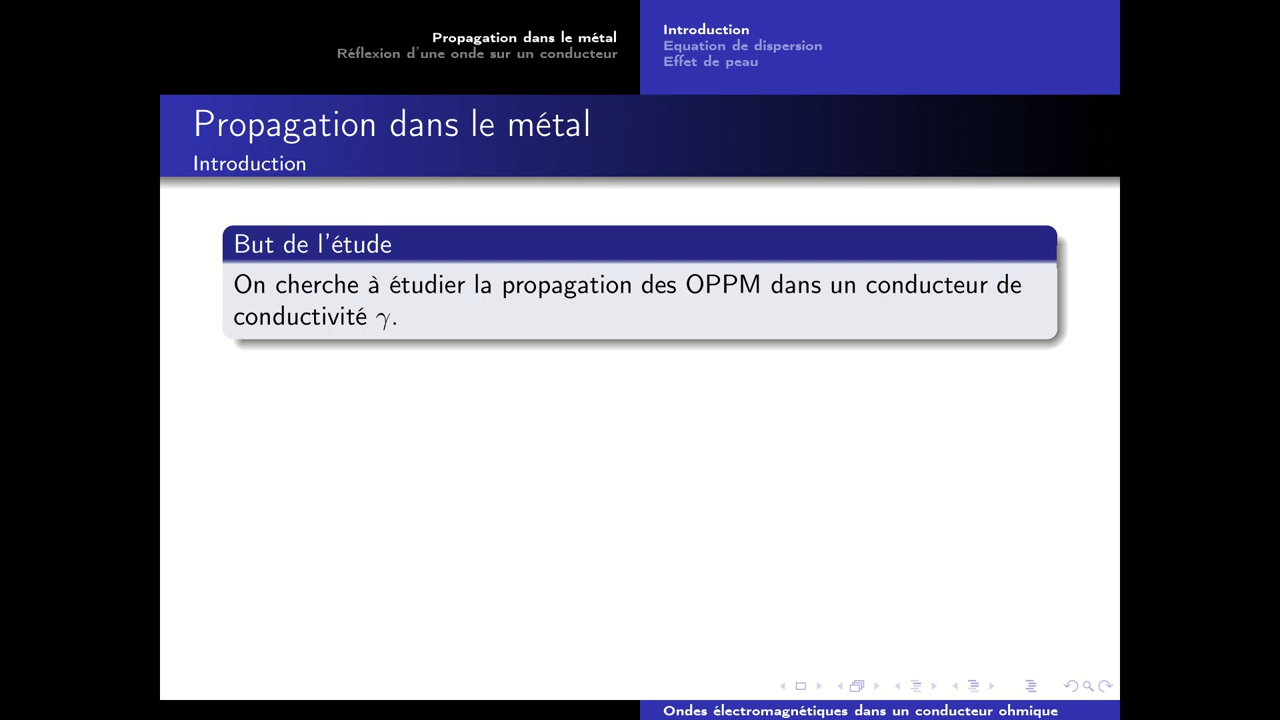 Propagation dans le métal
Réflexion d'une onde sur un conducteur
Introduction
Equation de dispersion
Effet de peau
Propagation dans le métal
Introduction
But de l'étude
On cherche à étudier la propagation des OPPM dans un conducteur de
conductivité γ.
Ondes électromagnétiques dans un conducteur ohmique